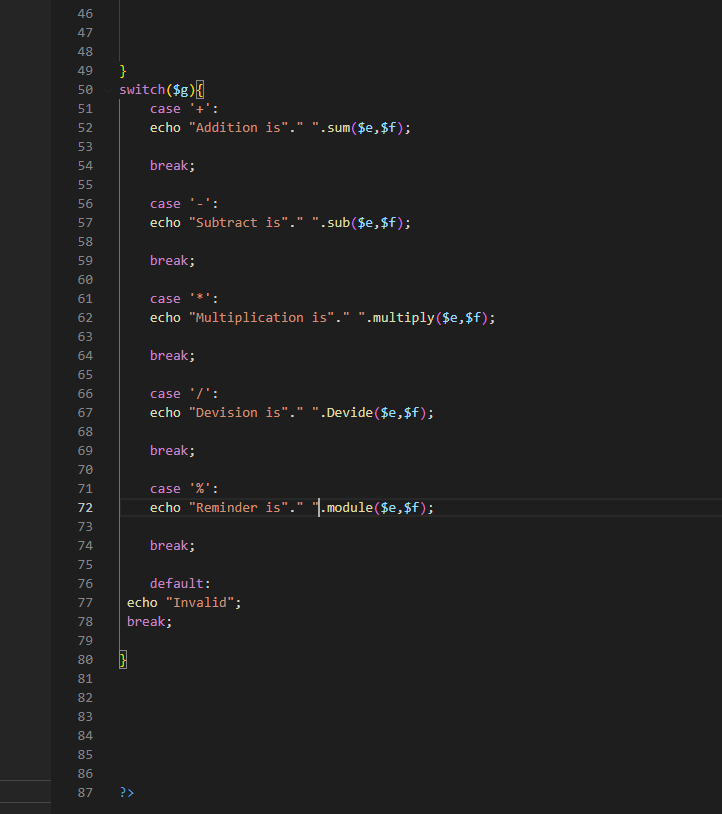 46
47
48
49 }
50 switch($g){
51 case '+':
52 echo "Addition is"." ".sum($e,$f);
53
54 break;
55
56 case '-':
57 echo "Subtract is"." ".sub($e,$f);
58
59 break;
60
61 case '*':
62 echo "Multiplication is"." ".multiply($e,$f);
63
64 break;
65
66 case '/':
67 echo "Devision is"." ".Devide($e,$f);
68
69 break;
70
71 case '%':
72 echo "Reminder is"." ".module($e,$f);
73
74 break;
75
76 default:
77 echo "Invalid";
78 break;
79
80 }
81
82
83
84
85
86
87 ?>